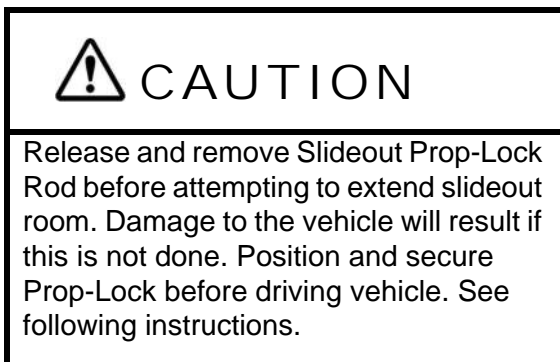 CAUTION
Release and remove Slideout Prop-Lock
Rod before attempting to extend slideout
room. Damage to the vehicle will result if
this is not done. Position and secure
Prop-Lock before driving vehicle. See
following instructions.